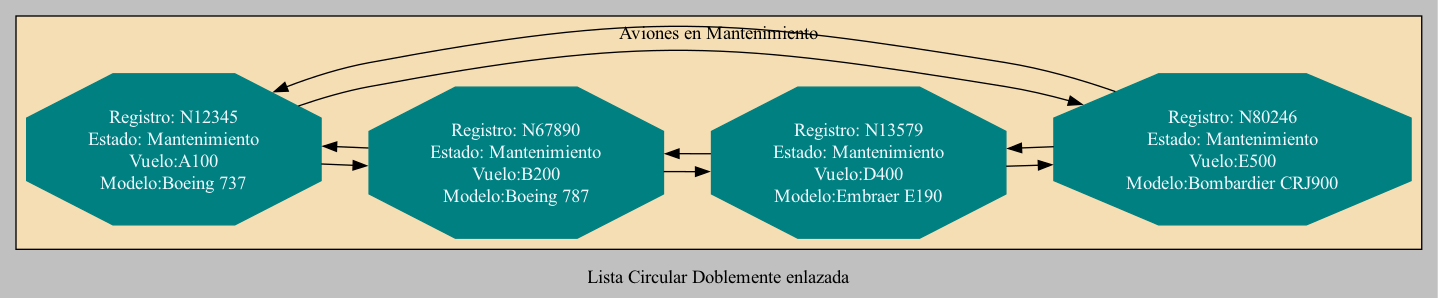 Aviones en Mantenimiento
Registro: N12345
Estado: Mantenimiento
Vuelo:A100
Modelo:Boeing 737
Registro: N67890
Estado: Mantenimiento
Vuelo:B200
Modelo:Boeing 787
Registro: N13579
Estado: Mantenimiento
Vuelo:D400
Modelo:Embraer E190
Registro: N80246
Estado: Mantenimiento
Vuelo:E500
Modelo:Bombardier CRJ900
Lista Circular Doblemente enlazada